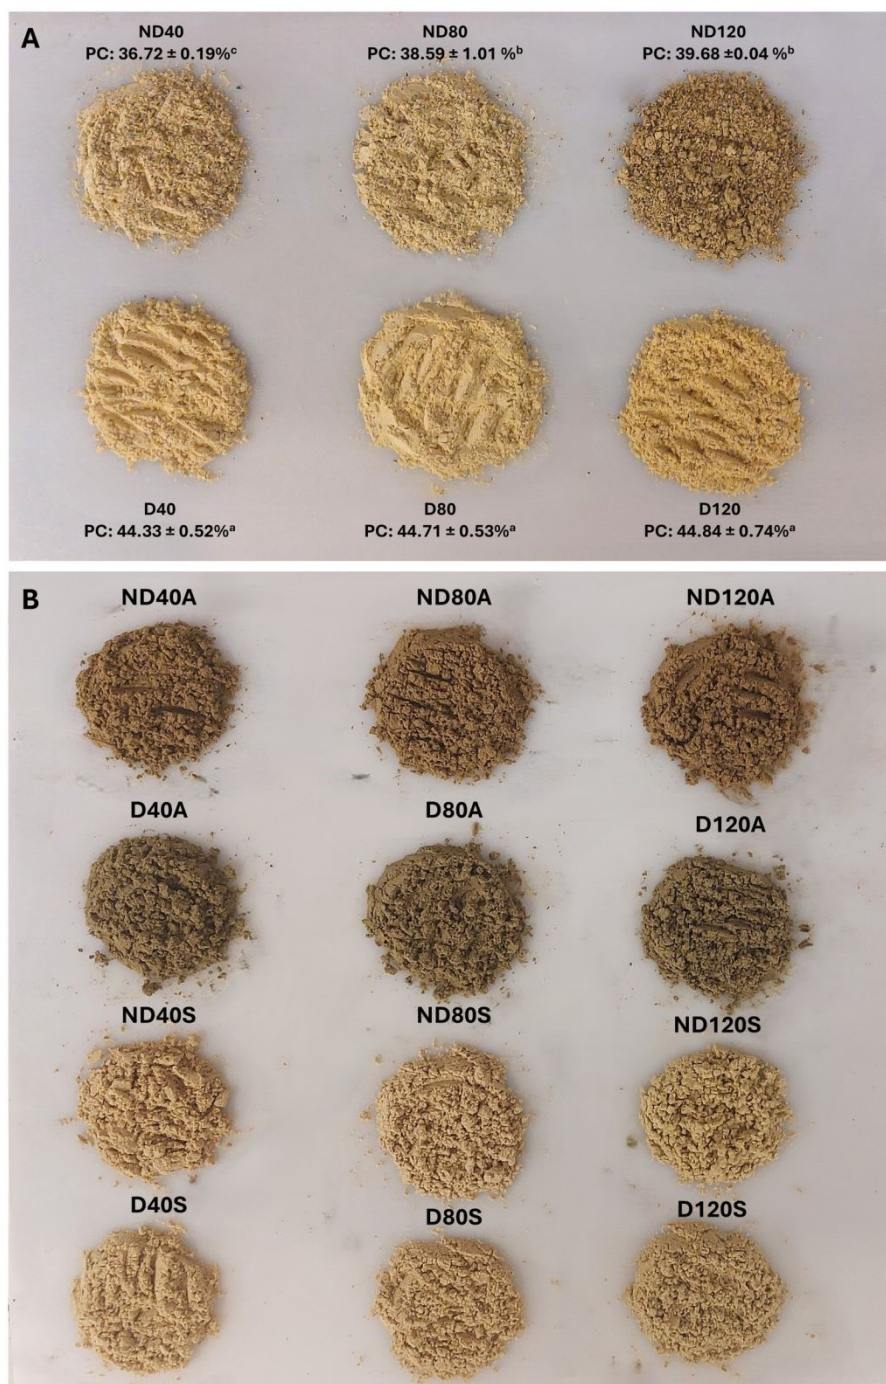 A
ND40
PC: 36.72 ± 0.19%ᶜ
ND80
PC: 38.59 ± 1.01 %ᵇ
ND120
PC: 39.68 ±0.04 %ᵇ
D40
PC: 44.33 ± 0.52%ᵃ
D80
PC: 44.71 ± 0.53%ᵃ
D120
PC: 44.84 ± 0.74%ᵃ
B
ND40A
ND80A
ND120A
D40A
D80A
D120A
ND40S
ND80S
ND120S
D40S
D80S
D120S